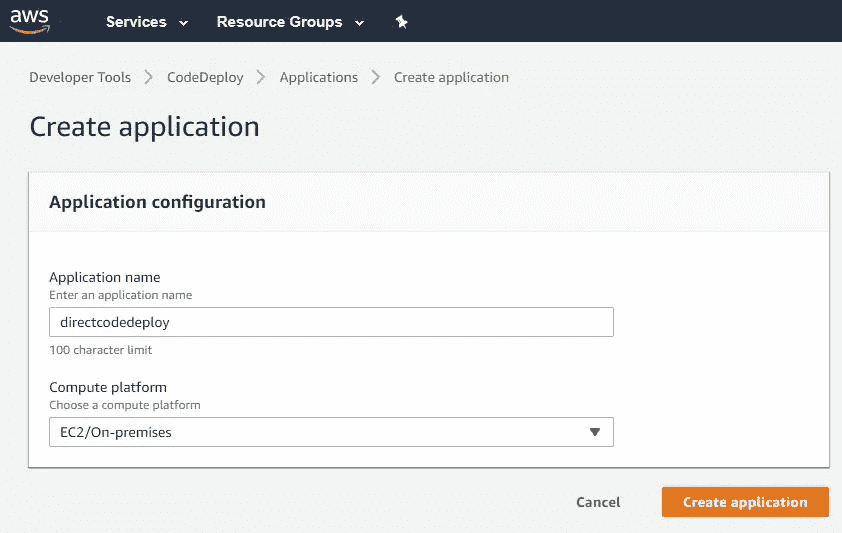 aws Services Resource Groups
Developer Tools CodeDeploy Applications Create application
Create application
Application configuration
Application name
Enter an application name
directcodedeploy
100 character limit
Compute platform
Choose a compute platform
EC2/On-premises
Cancel Create application